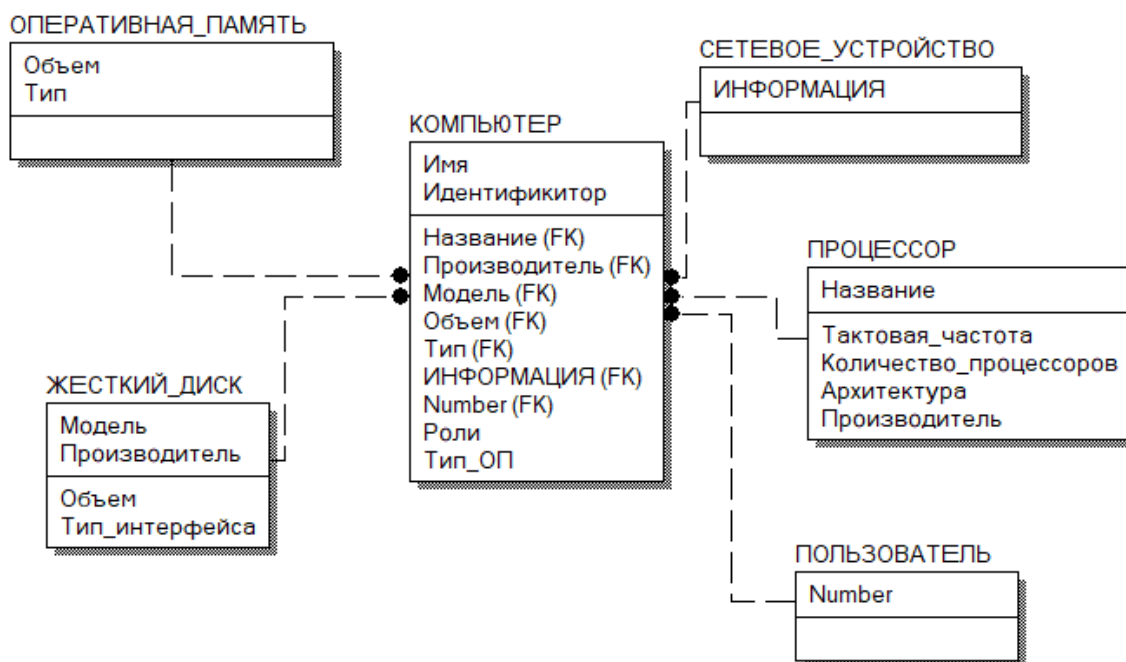 ОПЕРАТИВНАЯ_ПАМЯТЬ
Объем
Тип
СЕТЕВОЕ_УСТРОЙСТВО
ИНФОРМАЦИЯ
КОМПЬЮТЕР
Имя
Идентификитор
Название (FK)
Производитель (FK)
Модель (FK)
Объем (FK)
Тип (FK)
ИНФОРМАЦИЯ (FK)
Number (FK)
Роли
Тип_ОП
ПРОЦЕССОР
Название
Тактовая_частота
Количество_процессоров
Архитектура
Производитель
ЖЕСТКИЙ_ДИСК
Модель
Производитель
Объем
Тип_интерфейса
ПОЛЬЗОВАТЕЛЬ
Number